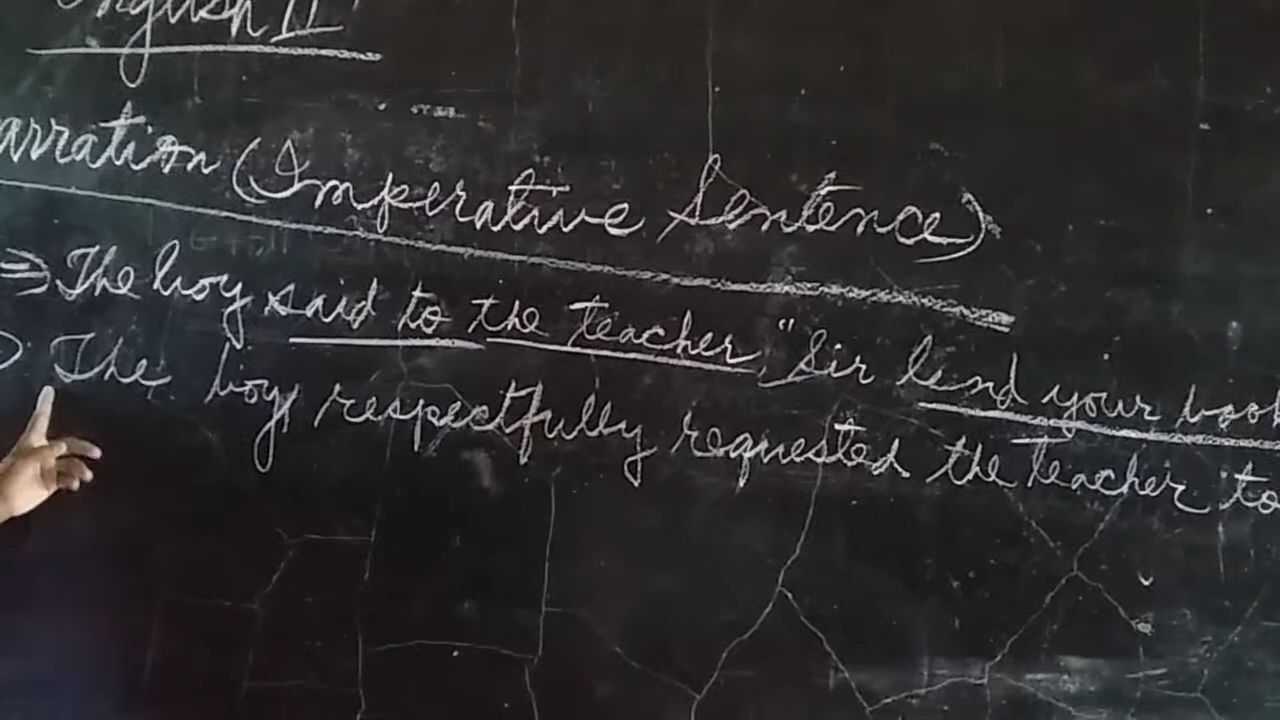 English II
arration (Imperative Sentence)
⇒ The boy said to the teacher, "Sir lend your book
The boy respectfully requested the teacher to